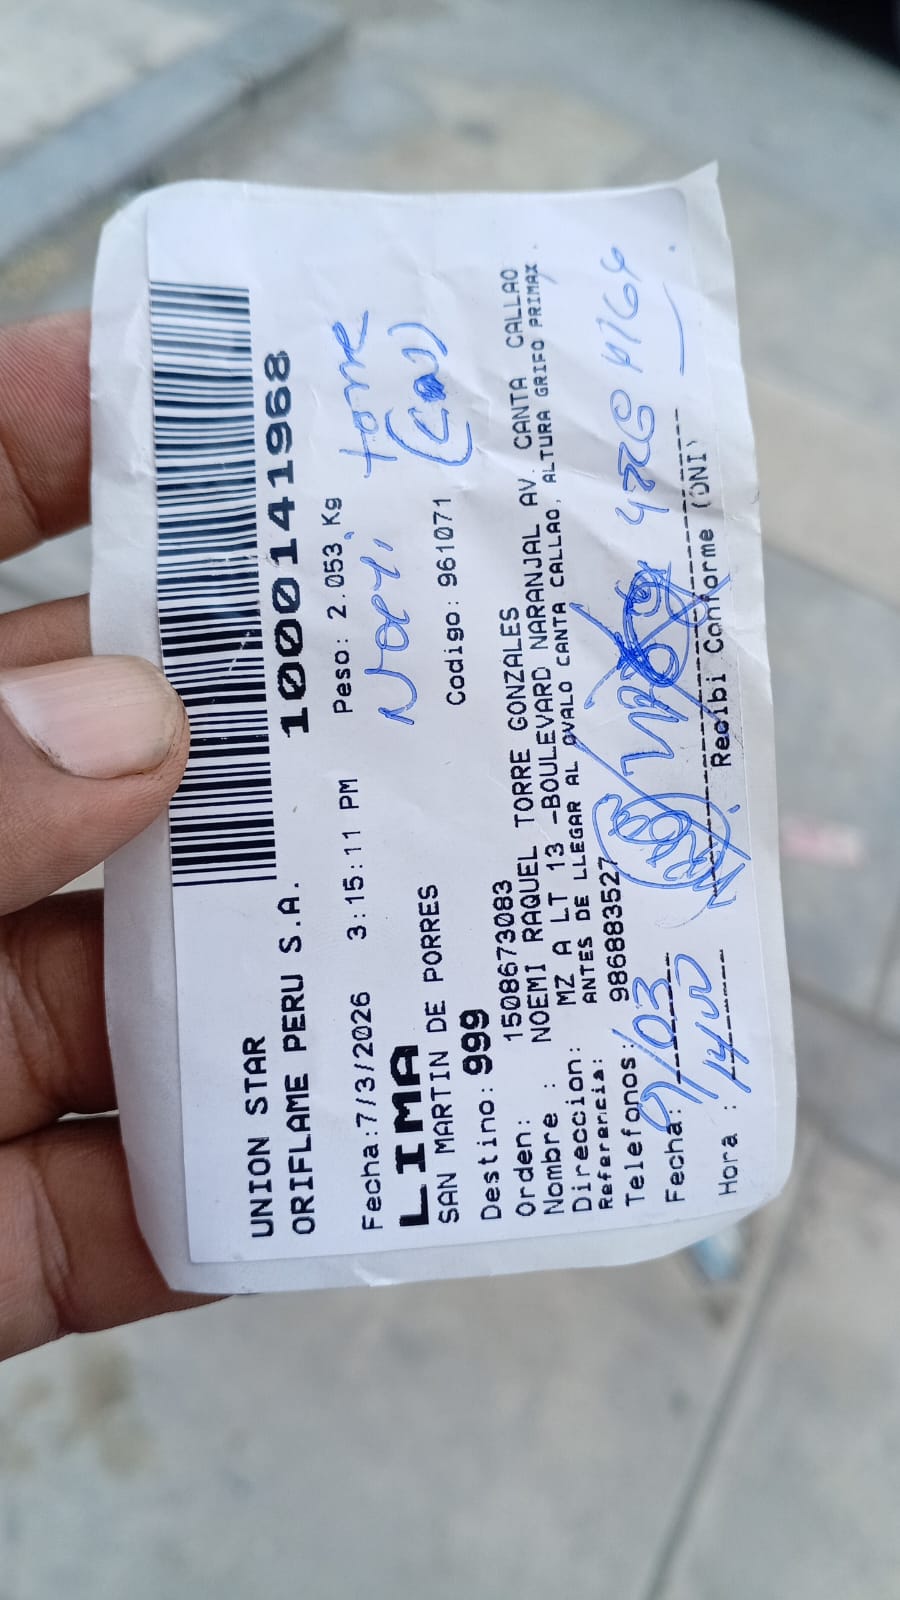 UNION STAR
ORIFLAME PERU S.A.
1000141968
Fecha:7/3/2026 3:15:11 PM Peso: 2.053 Kg
LIMA
Noemi torre
SAN MARTIN DE PORRES Codigo: 961071
Destino: 999
Orden: 1508673083
Nombre : NOEMI RAQUEL TORRE GONZALES
Direccion: MZ A LT 13 -BOULEVARD NARANJAL AV. CANTA CALLAO
Referencia: ANTES DE LLEGAR AL OVALO CANTA CALLAO, ALTURA GRIFO PRIMAX.
Telefonos: 986883527
Fecha: 9/03
Hora : 1400
Recibi Conforme (DNI)